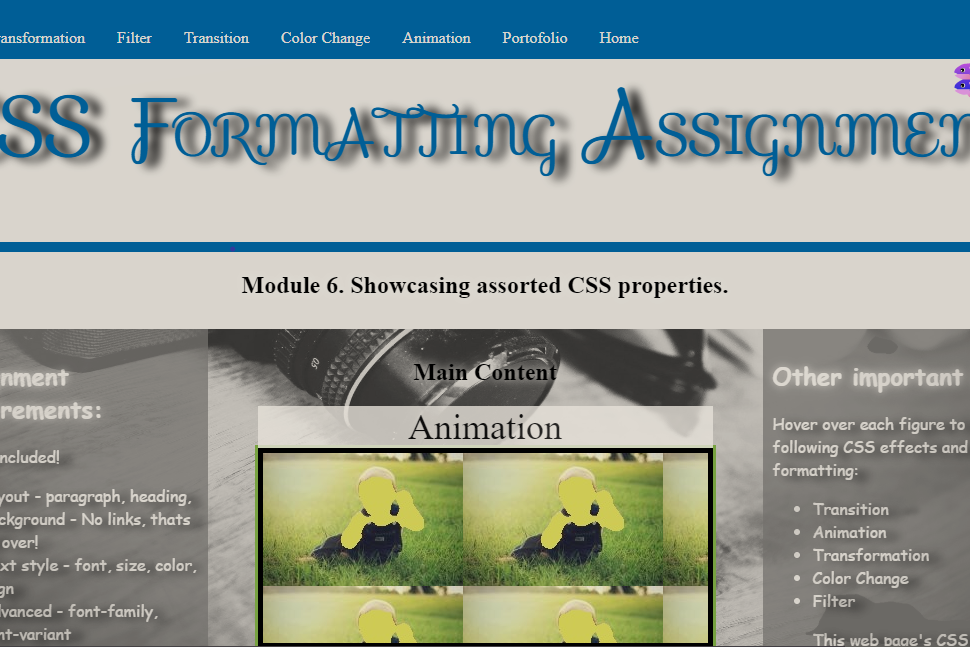 ansformation Filter Transition Color Change Animation Portofolio Home
SS Formatting Assignmen
Module 6. Showcasing assorted CSS properties.
nment
rements:
ncluded!
yout - paragraph, heading,
ckground - No links, thats
over!
xt style - font, size, color,
gn
dvanced - font-family,
nt-variant
50
Main Content
Animation
Other important
Hover over each figure to
following CSS effects and
formatting:
Transition
Animation
Transformation
Color Change
Filter
This web page's CSS